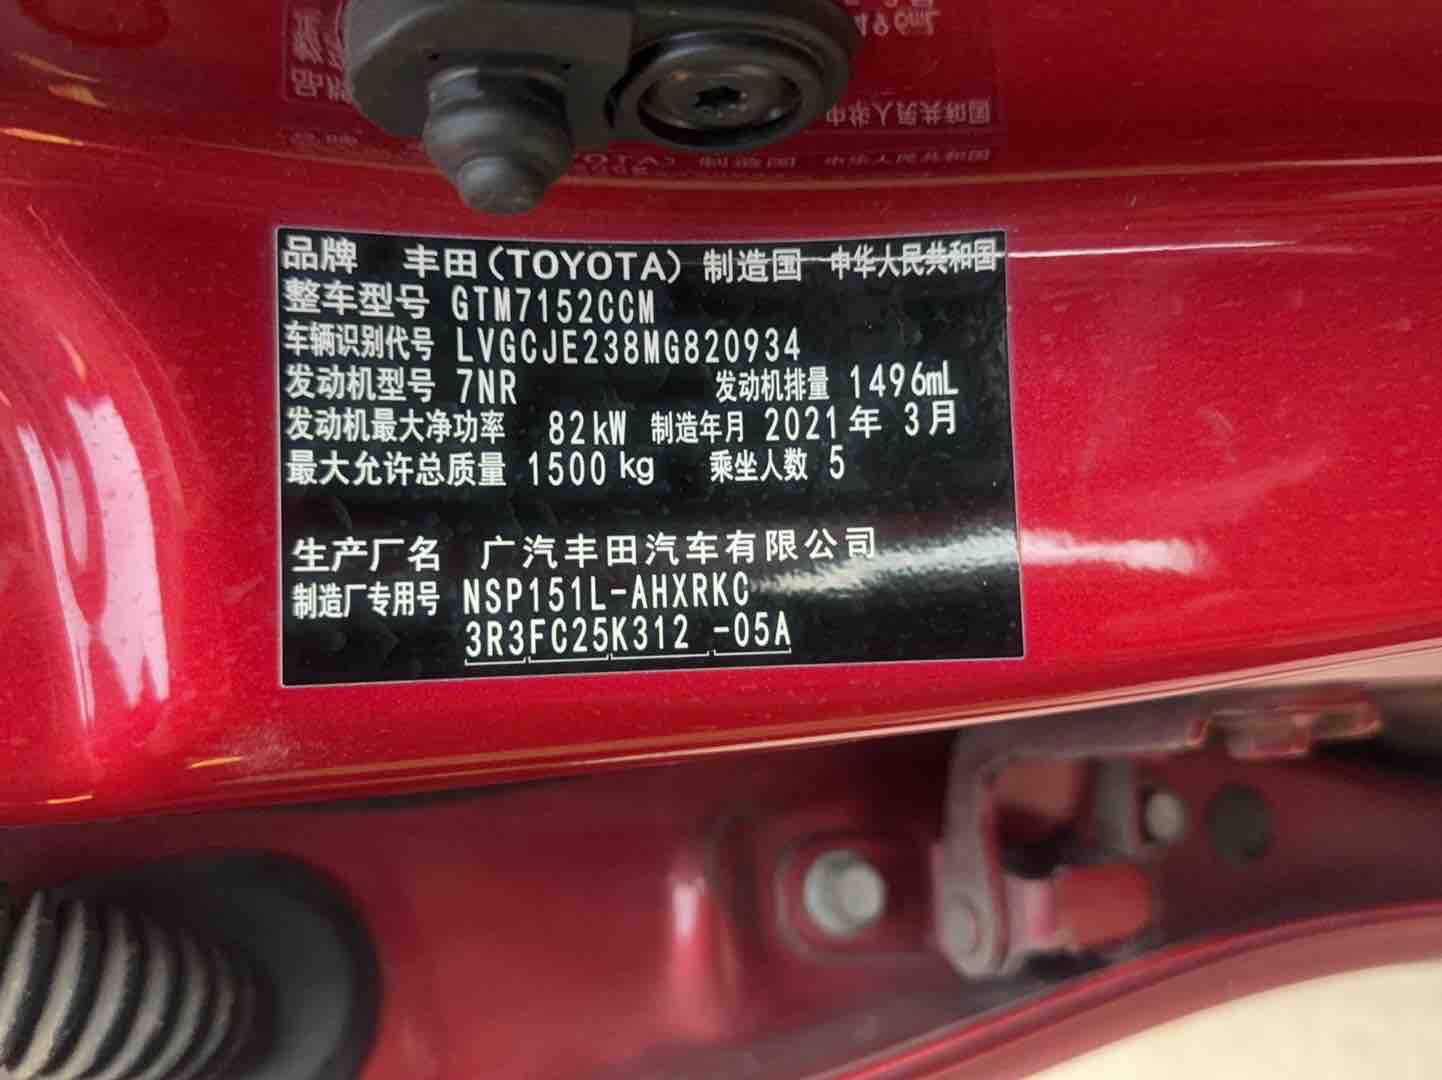 品牌 丰田(TOYOTA) 制造国 中华人民共和国
整车型号 GTM7152CCM
车辆识别代号 LVGCJE238MG820934
发动机型号 7NR 发动机排量 1496mL
发动机最大净功率 82kW 制造年月 2021年 3月
最大允许总质量 1500kg 乘坐人数 5
生产厂名 广汽丰田汽车有限公司
制造厂专用号 NSP151L-AHXRKC
3R3FC25K312 -05A